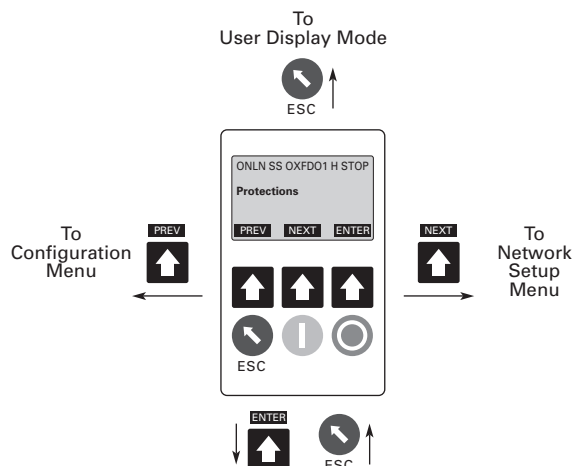 To
User Display Mode
ESC
ONLN SS OXFDO1 H STOP
Protections
PREV NEXT ENTER
PREV
To
Configuration
Menu
NEXT
To
Network
Setup
Menu
ESC
ENTER
ESC